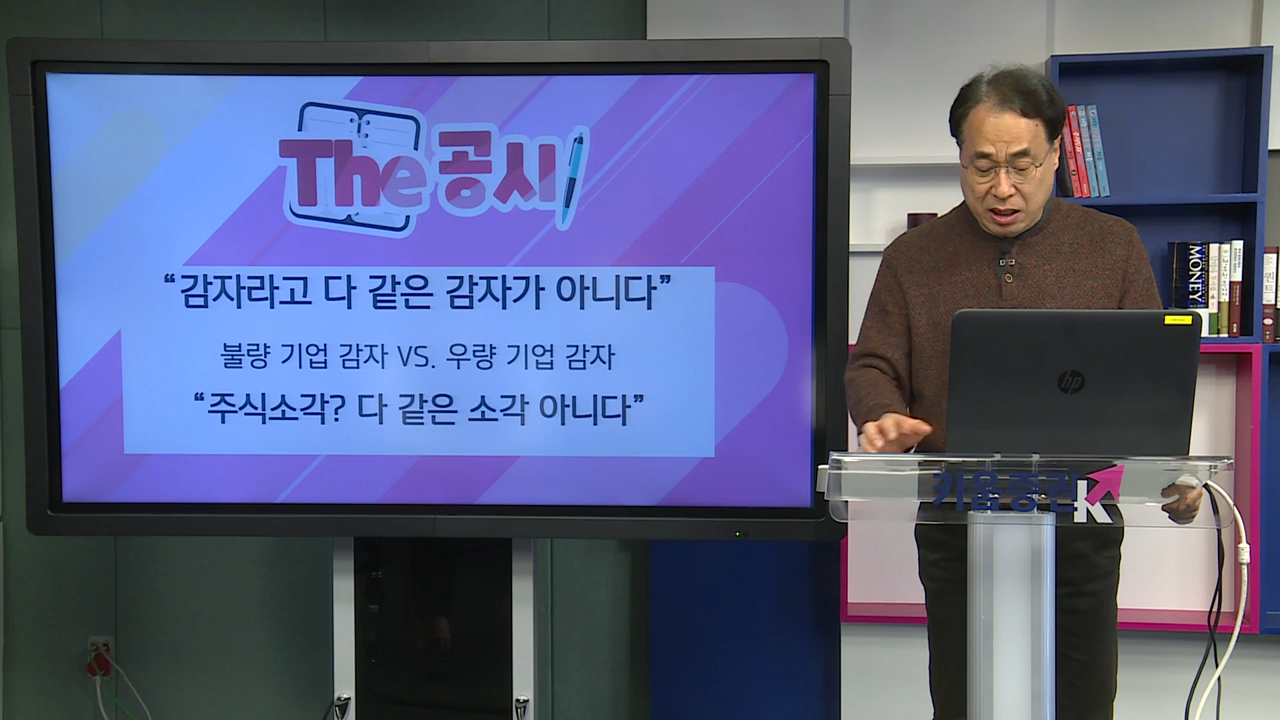 The 공시
“감자라고 다 같은 감자가 아니다”
불량 기업 감자 VS. 우량 기업 감자
“주식소각? 다 같은 소각 아니다”
MONEY
hp
키움증권 K